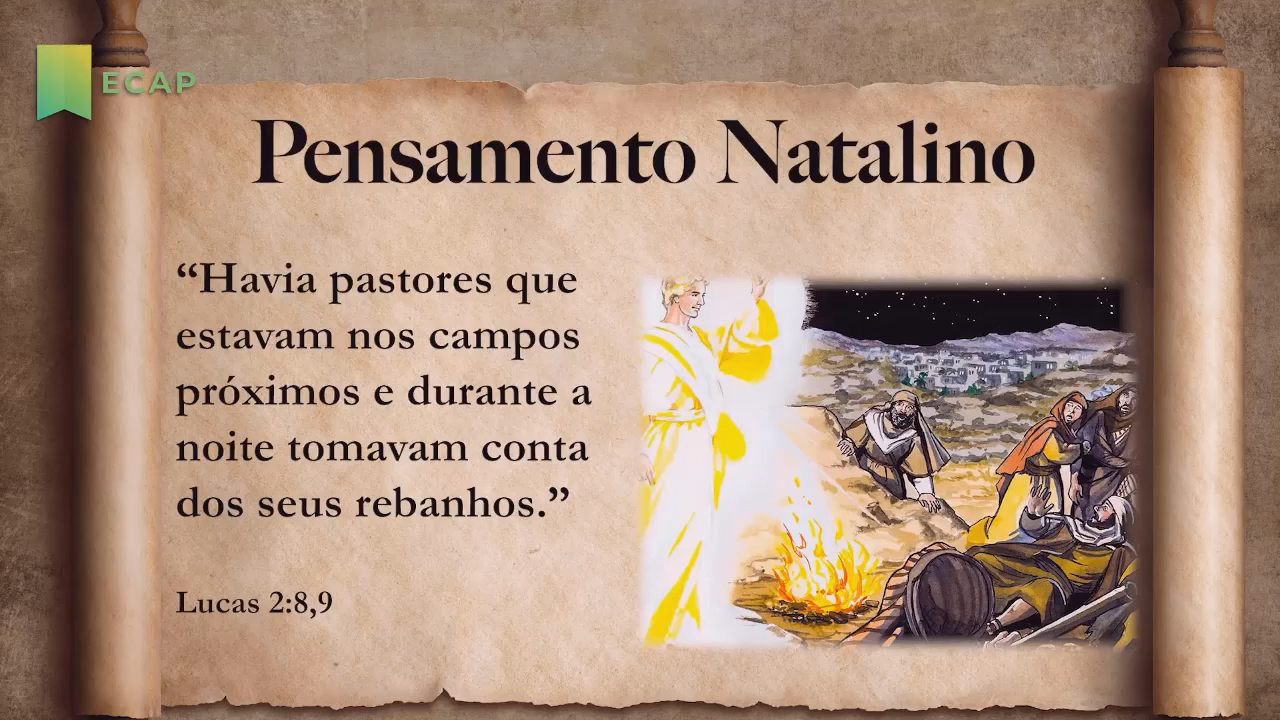 ECAP
Pensamento Natalino
“Havia pastores que
estavam nos campos
próximos e durante a
noite tomavam conta
dos seus rebanhos.”
Lucas 2:8,9